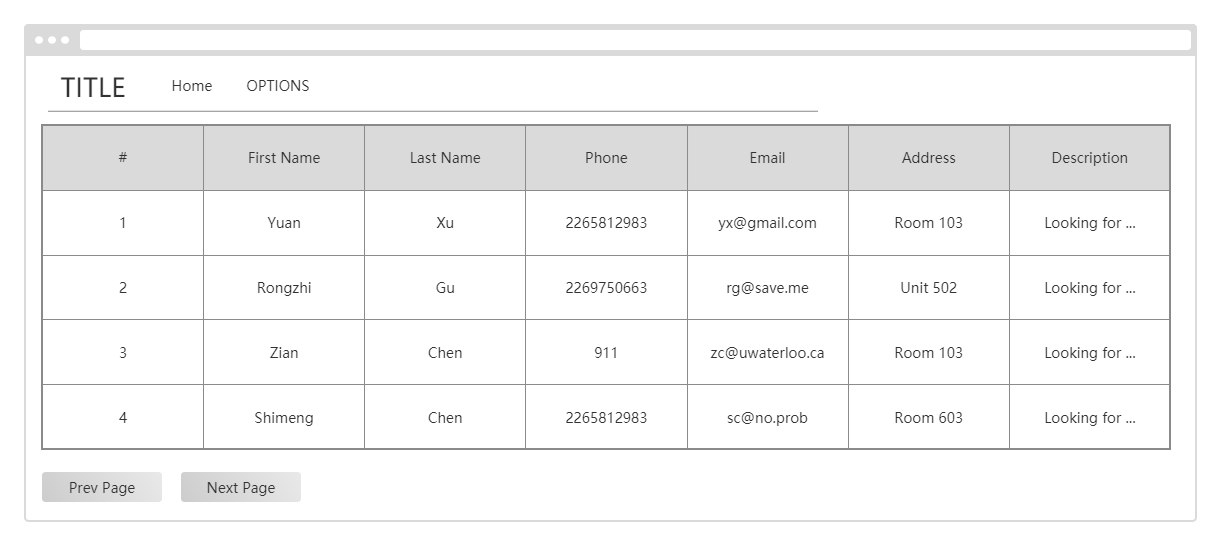 TITLE Home OPTIONS
# First Name Last Name Phone Email Address Description
1 Yuan Xu 2265812983 yx@gmail.com Room 103 Looking for ...
2 Rongzhi Gu 2269750663 rg@save.me Unit 502 Looking for ...
3 Zian Chen 911 zc@uwaterloo.ca Room 103 Looking for ...
4 Shimeng Chen 2265812983 sc@no.prob Room 603 Looking for ...
Prev Page Next Page